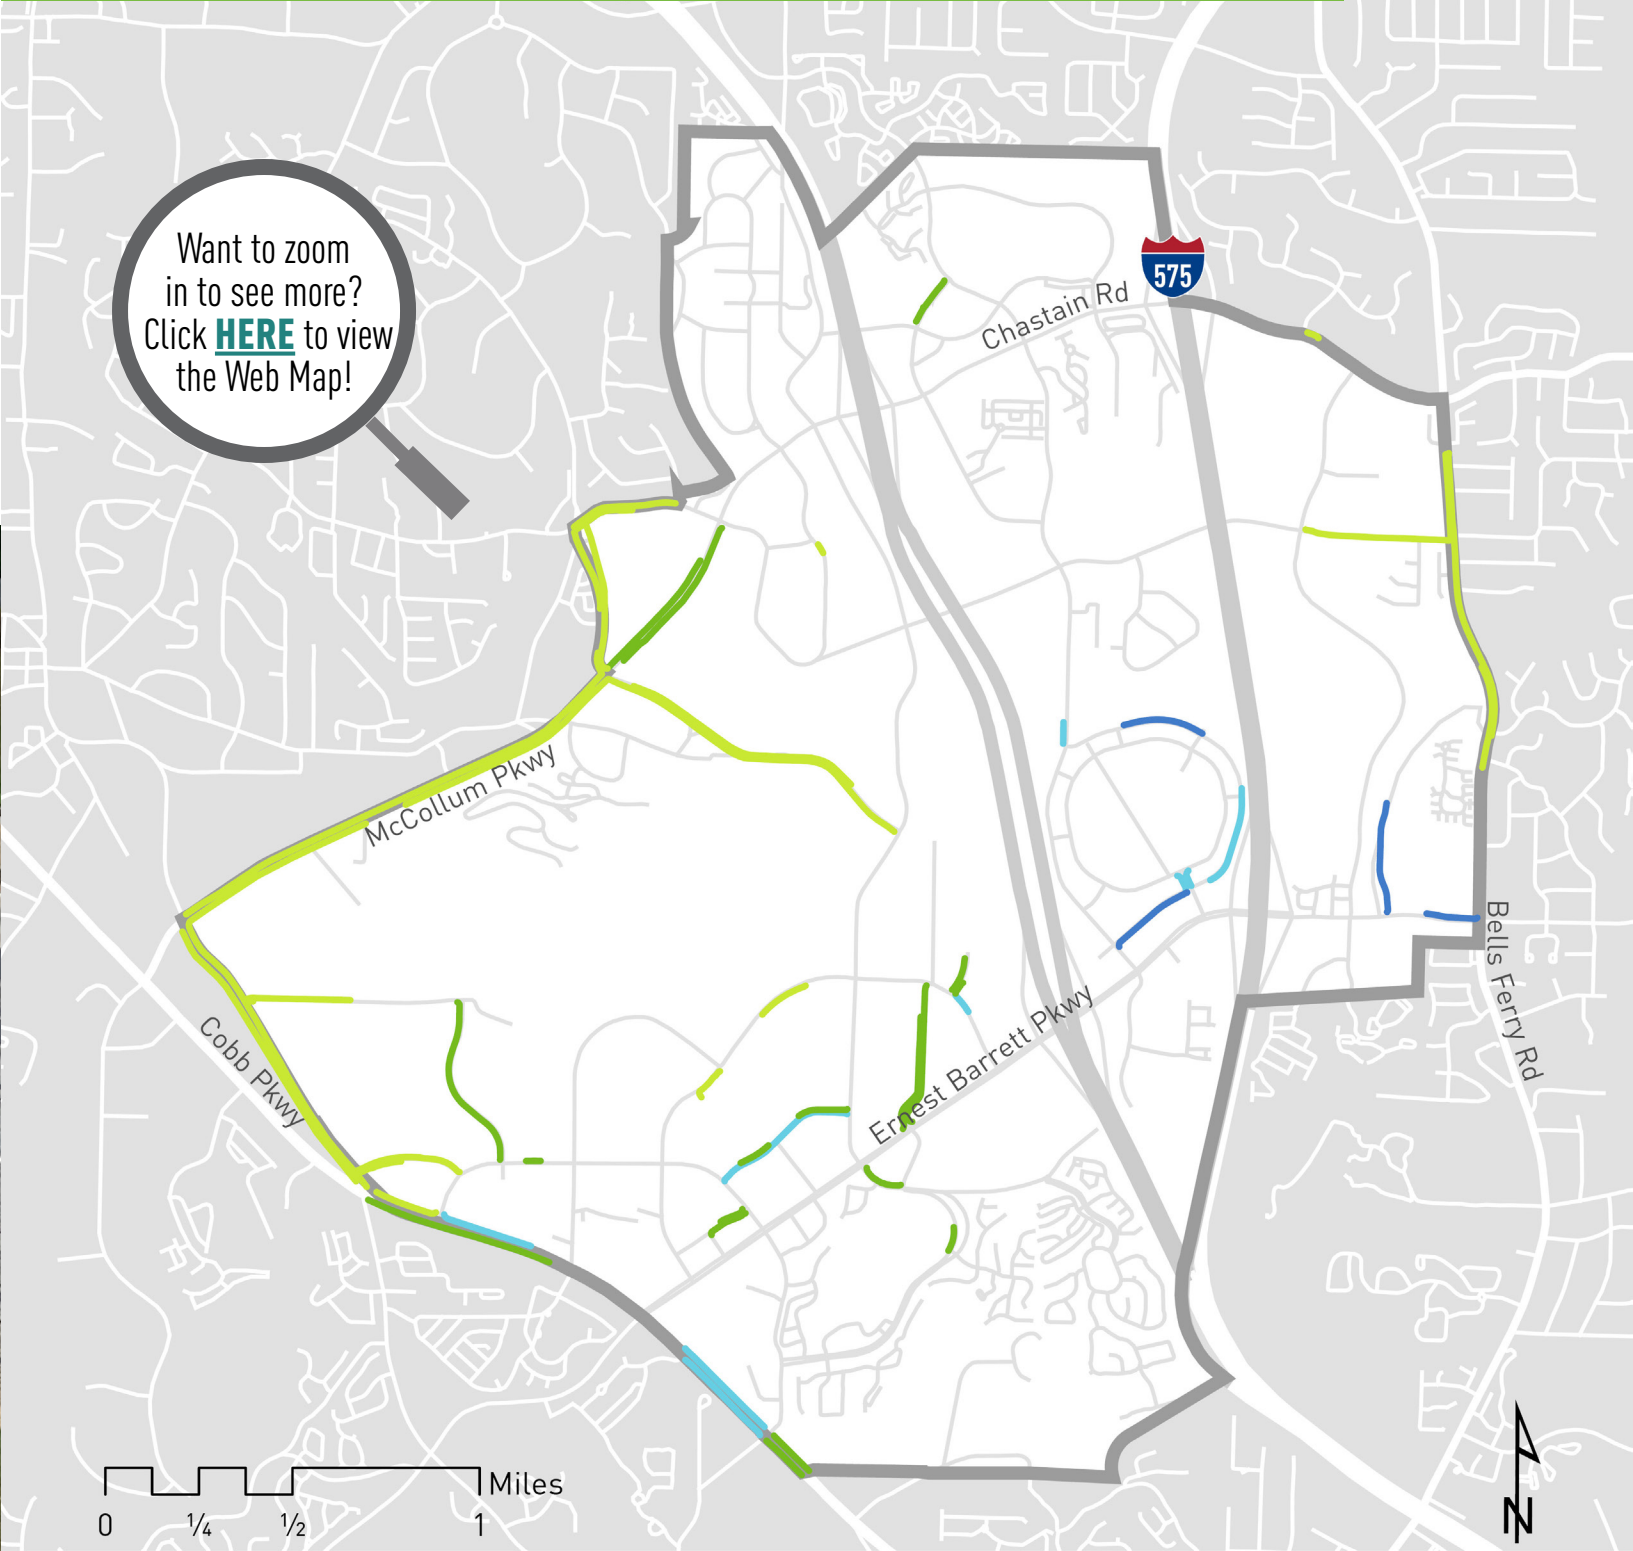 Want to zoom
in to see more?
Click HERE to view
the Web Map!
575
Chastain Rd
McCollum Pkwy
Cobb Pkwy
Ernest Barrett Pkwy
Bells Ferry Rd
Miles
0 ¼ ½ 1
N